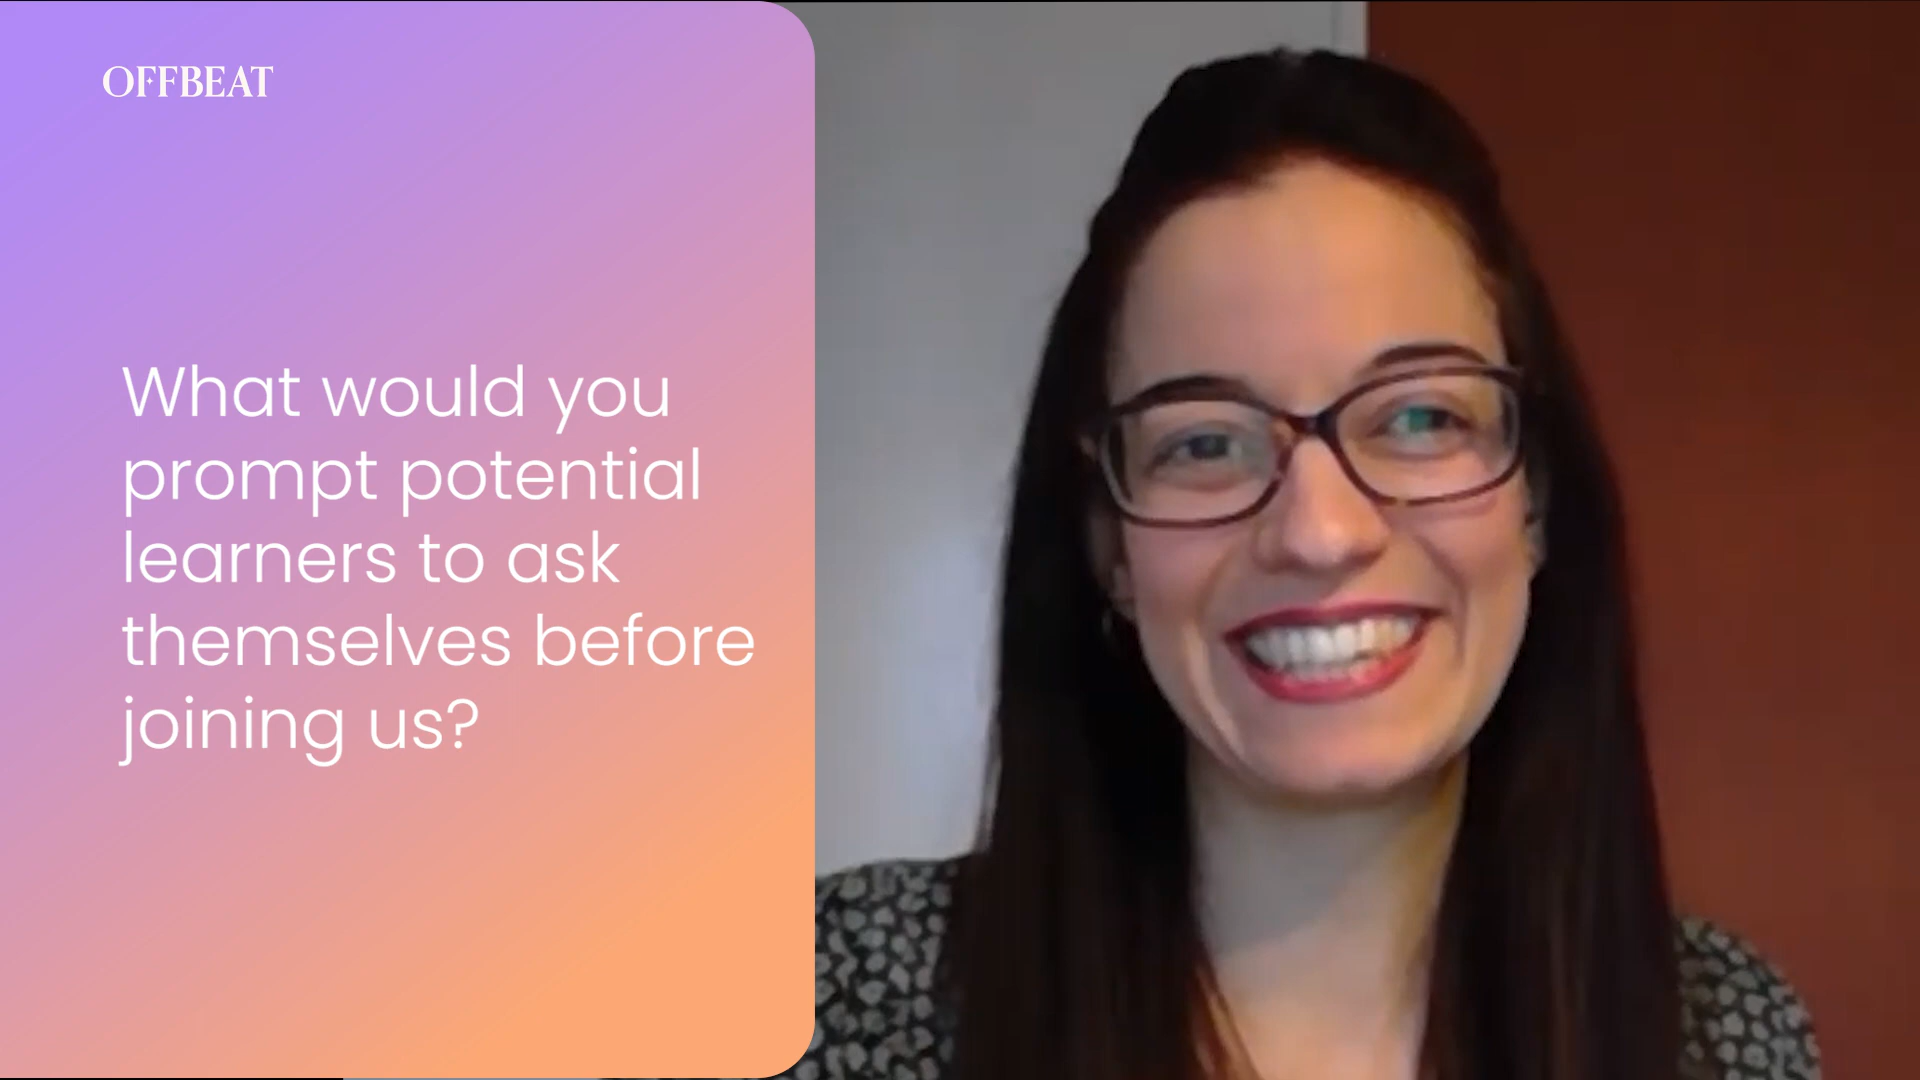 OFFBEAT
What would you
prompt potential
learners to ask
themselves before
joining us?